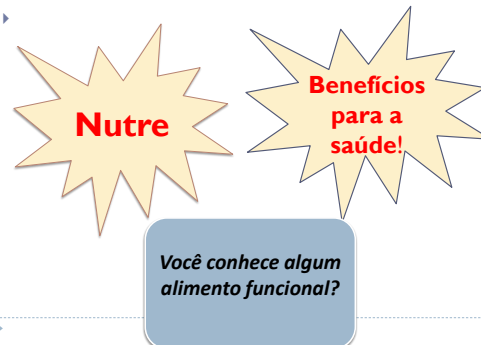 Nutre
Benefícios
para a
saúde!
Você conhece algum
alimento funcional?